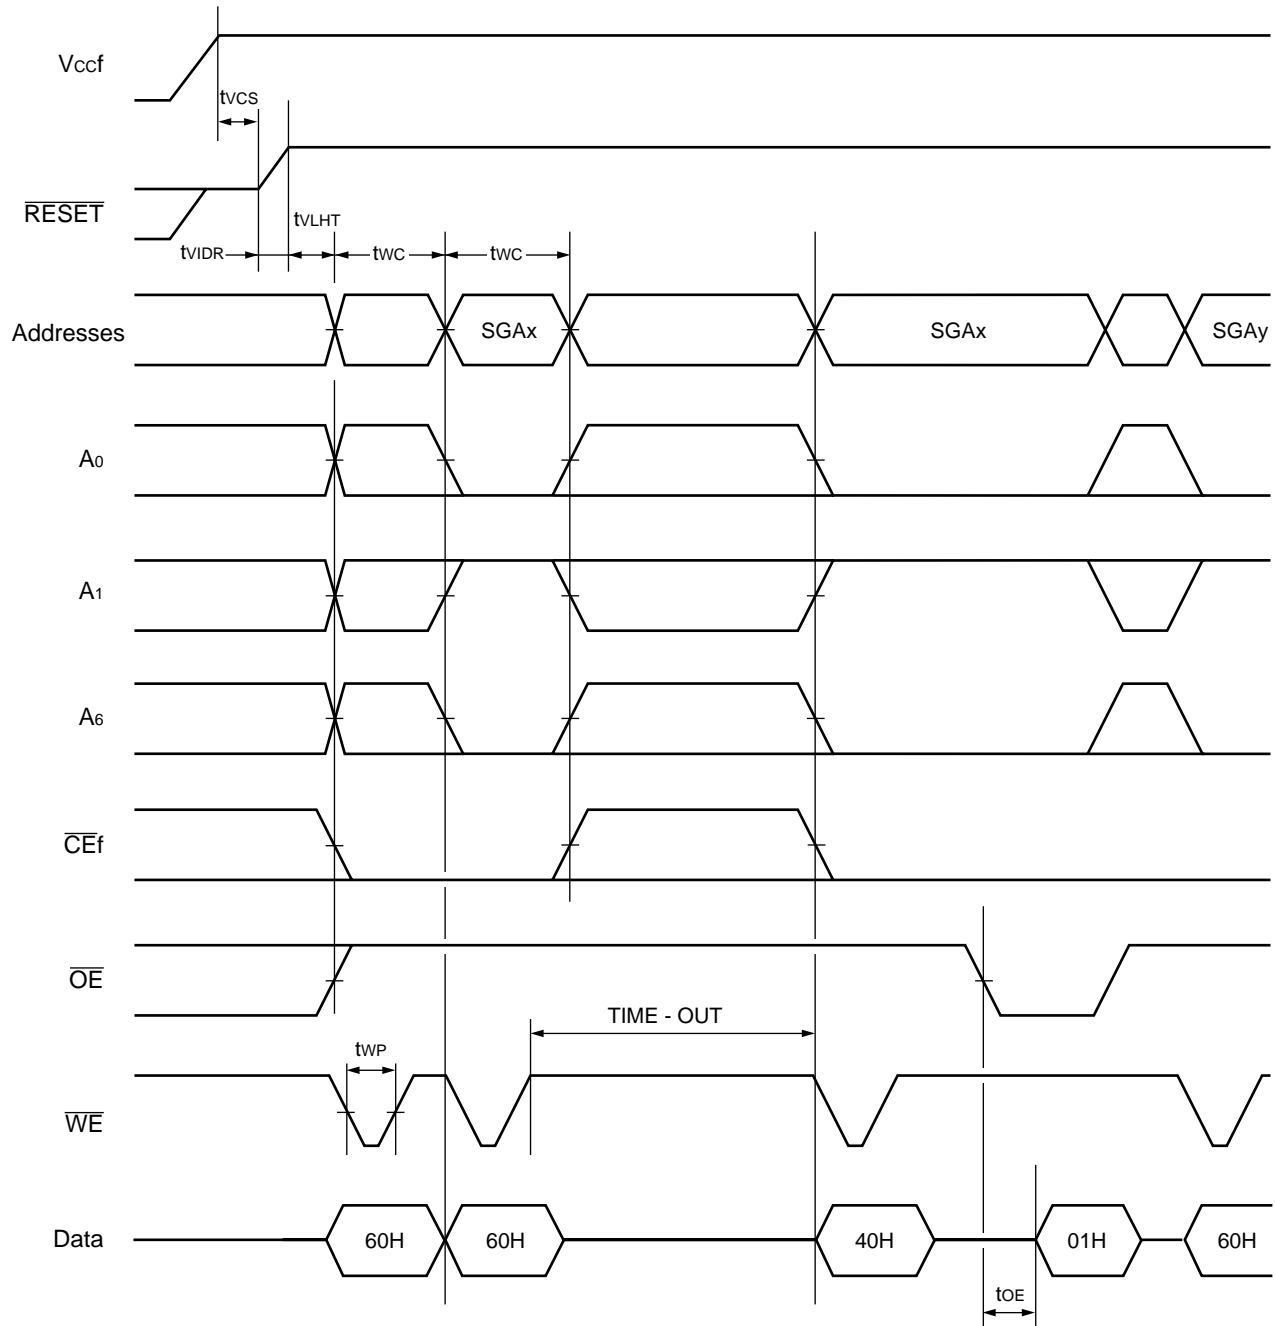 VCCf
tVCS
RESET
tVLHT
tVIDR
tWC
tWC
Addresses
SGAx
SGAx
SGAy
A0
A1
A6
CEf
OE
TIME - OUT
tWP
WE
Data
60H
60H
40H
01H
60H
tOE